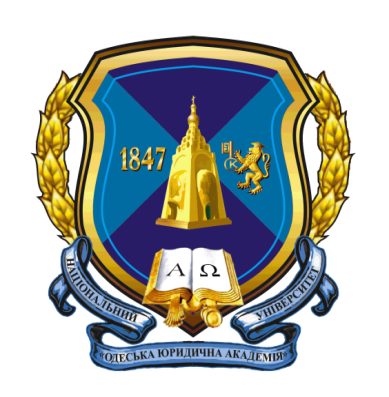 1847
Α Ω
НАЦІОНАЛЬНИЙ УНІВЕРСИТЕТ
«ОДЕСЬКА ЮРИДИЧНА АКАДЕМІЯ»